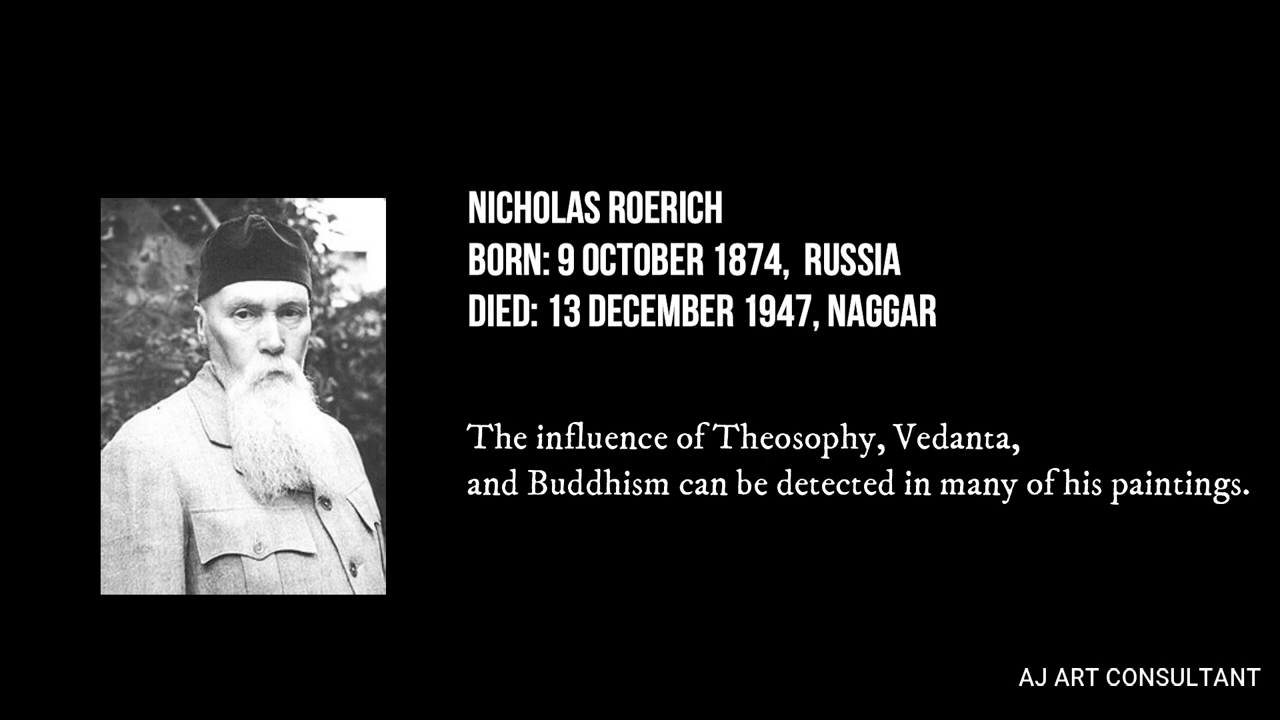 NICHOLAS ROERICH
BORN: 9 OCTOBER 1874, RUSSIA
DIED: 13 DECEMBER 1947, NAGGAR
The influence of Theosophy, Vedanta,
and Buddhism can be detected in many of his paintings.
AJ ART CONSULTANT